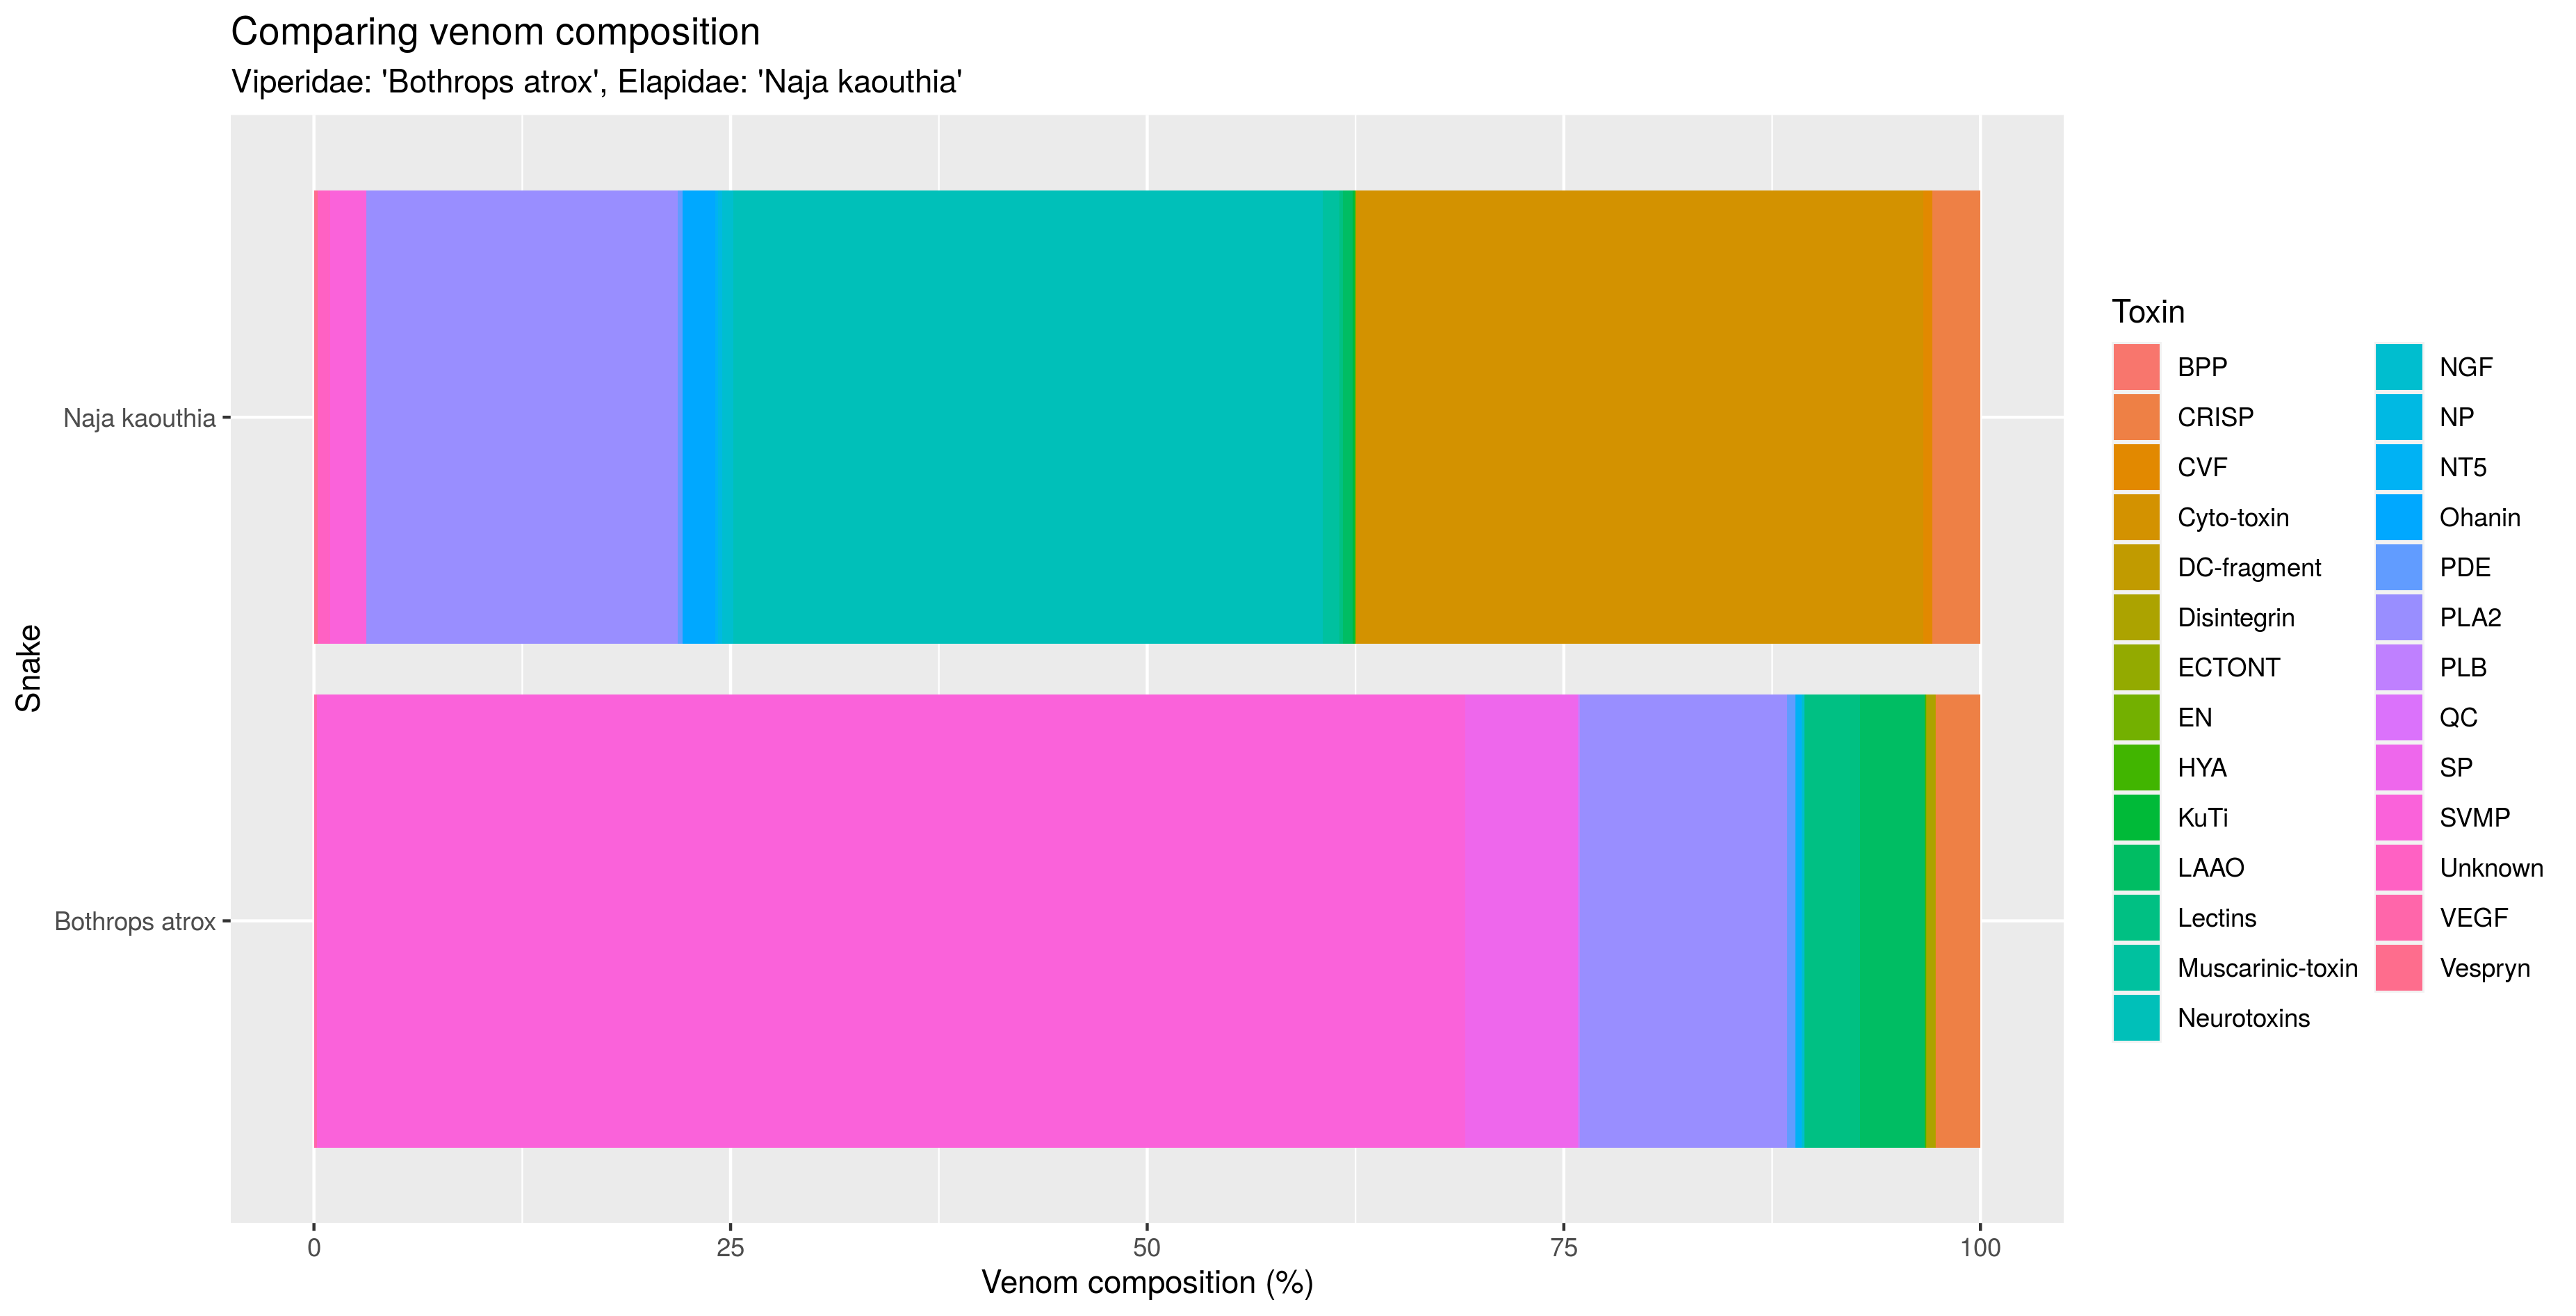 Comparing venom composition
Viperidae: 'Bothrops atrox', Elapidae: 'Naja kaouthia'
Snake
Naja kaouthia
Bothrops atrox
0 25 50 75 100
Venom composition (%)
Toxin
BPP
CRISP
CVF
Cyto-toxin
DC-fragment
Disintegrin
ECTONT
EN
HYA
KuTi
LAAO
Lectins
Muscarinic-toxin
Neurotoxins
NGF
NP
NT5
Ohanin
PDE
PLA2
PLB
QC
SP
SVMP
Unknown
VEGF
Vespryn